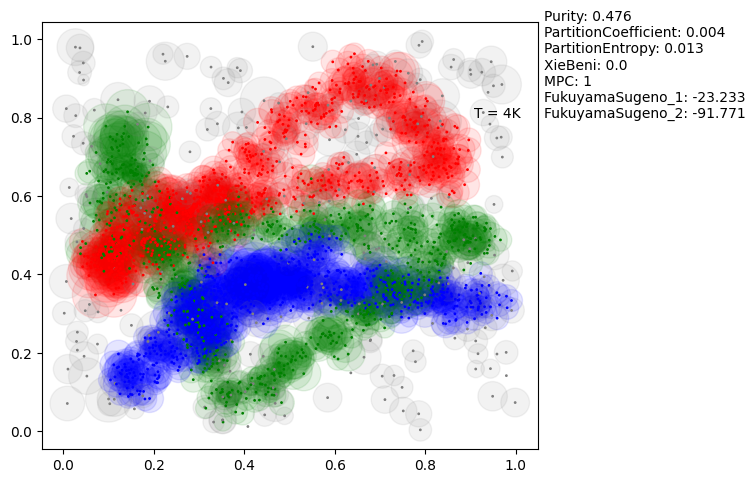 Purity: 0.476
PartitionCoefficient: 0.004
PartitionEntropy: 0.013
XieBeni: 0.0
MPC: 1
FukuyamaSugeno_1: -23.233
FukuyamaSugeno_2: -91.771
T = 4K
1.0
0.8
0.6
0.4
0.2
0.0
0.0 0.2 0.4 0.6 0.8 1.0